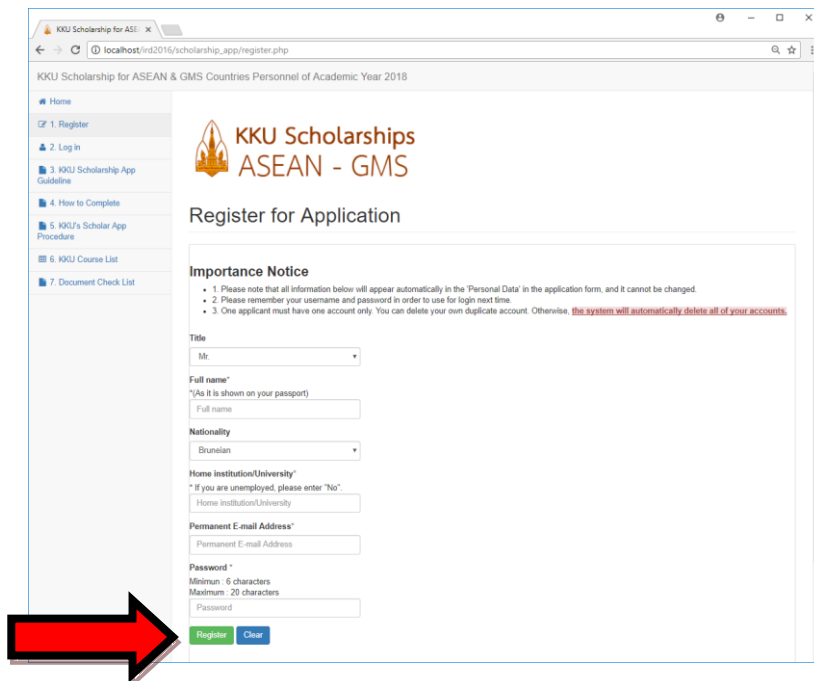 KKU Scholarship for ASE
localhost/ird2016/scholarship_app/register.php
KKU Scholarship for ASEAN & GMS Countries Personnel of Academic Year 2018
Home
1. Register
2. Log in
3. KKU Scholarship App
Guideline
4. How to Complete
5. KKU's Scholar App
Procedure
6. KKU Course List
7. Document Check List
KKU Scholarships
ASEAN - GMS
Register for Application
Importance Notice
1. Please note that all information below will appear automatically in the 'Personal Data' in the application form, and it cannot be changed.
2. Please remember your username and password in order to use for login next time.
3. One applicant must have one account only. You can delete your own duplicate account. Otherwise, the system will automatically delete all of your accounts.
Title
Mr.
Full name*
*(As it is shown on your passport)
Full name
Nationality
Bruneian
Home institution/University*
* If you are unemployed, please enter "No".
Home institution/University
Permanent E-mail Address*
Permanent E-mail Address
Password *
Minimun : 6 characters
Maximum : 20 characters
Password
Register Clear